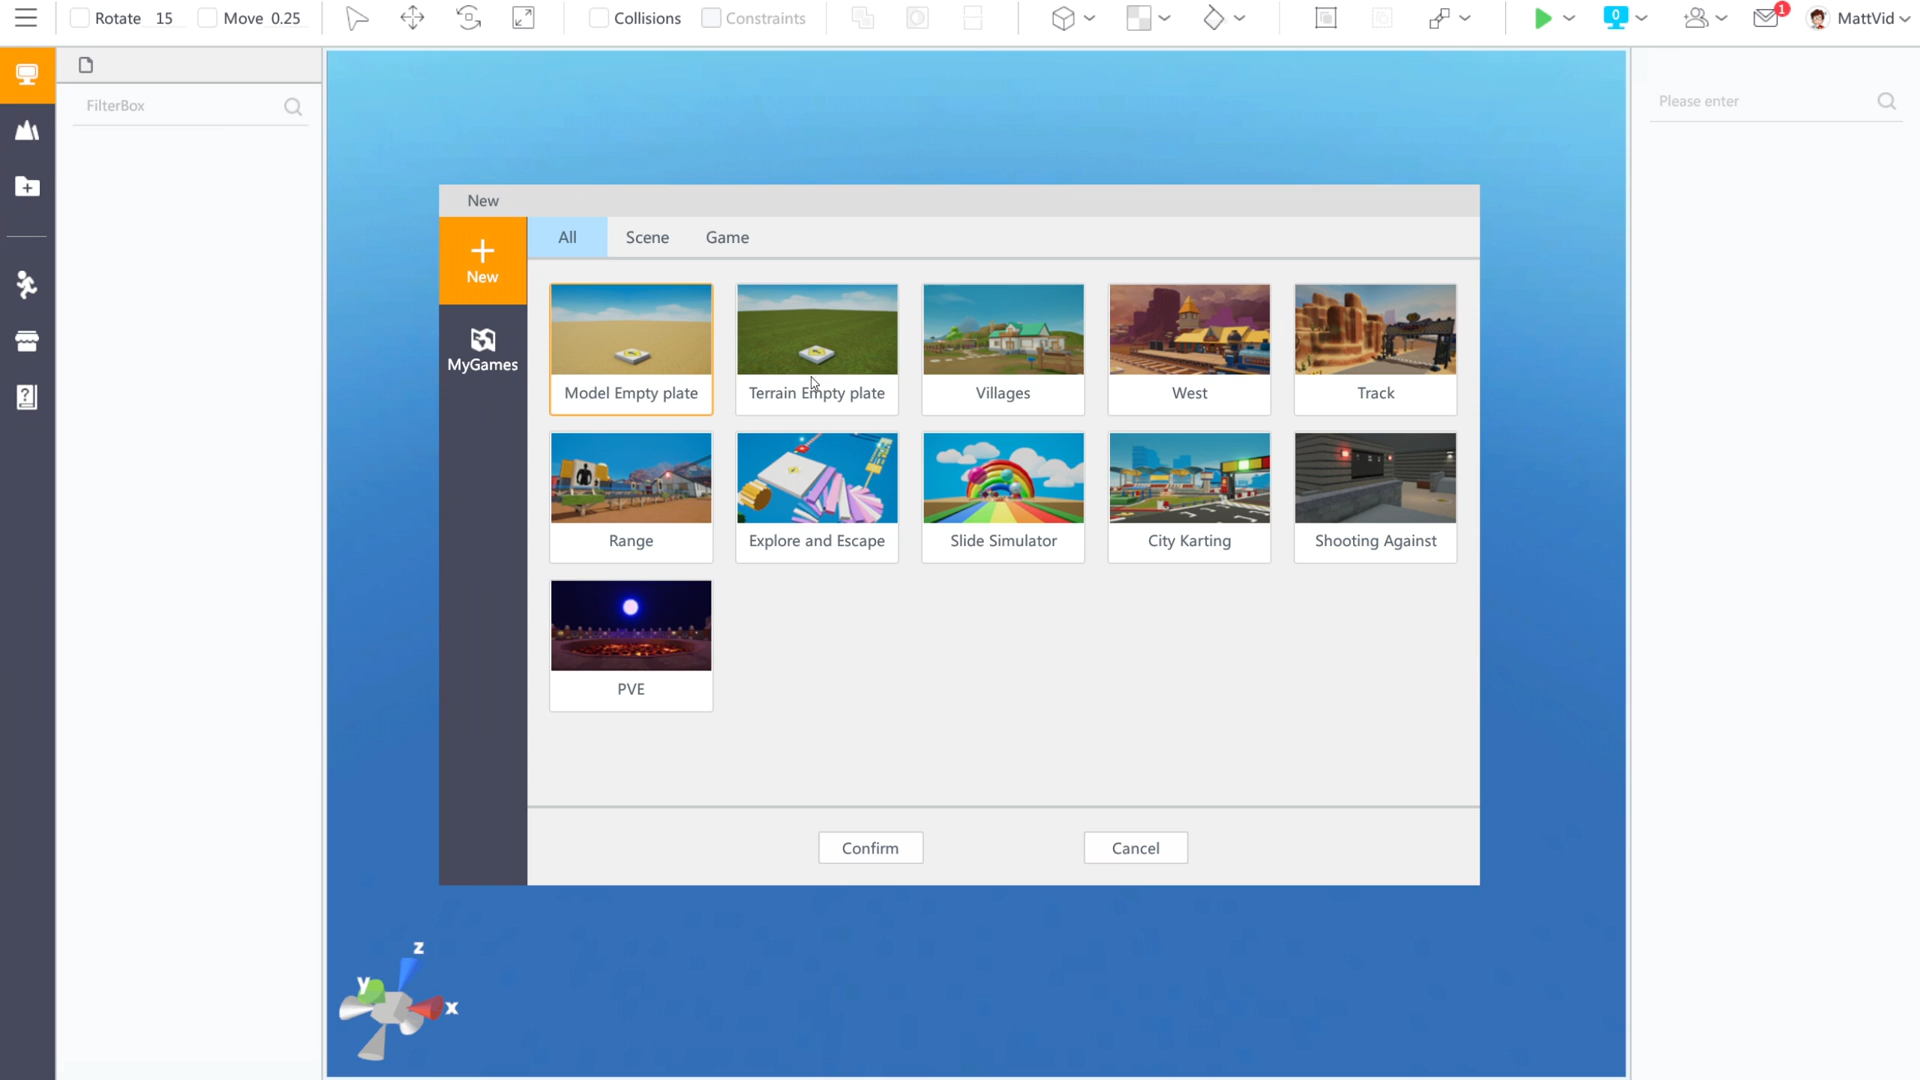 Rotate 15 Move 0.25 Collisions Constraints 0 1 MattVid
FilterBox
Please enter
New
All Scene Game
New
MyGames
Model Empty plate Terrain Empty plate Villages West Track
Range Explore and Escape Slide Simulator City Karting Shooting Against
PVE
Confirm Cancel
z
y
x